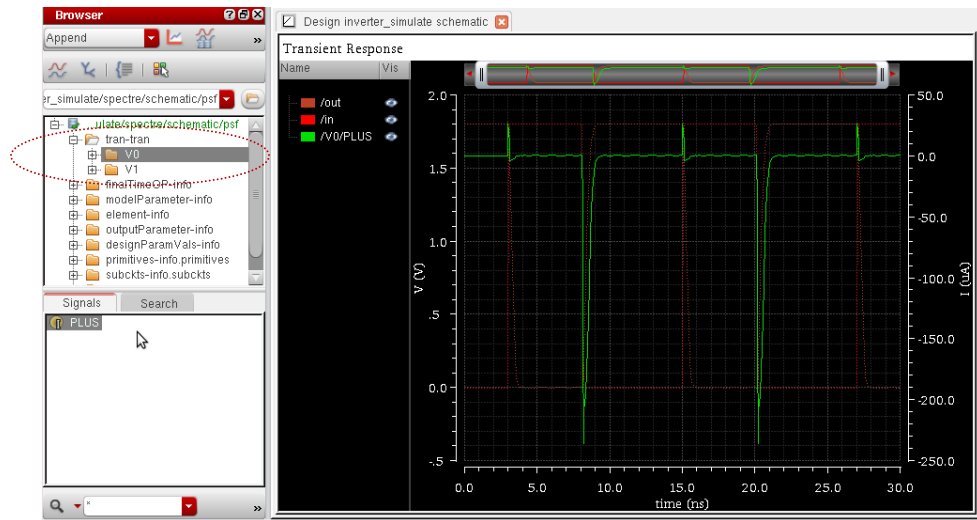 Browser
Append
»
er_simulate/spectre/schematic/psf
ulate/spectre/schematic/psf
tran-tran
V0
V1
finalTimeOP-info
modelParameter-info
element-info
outputParameter-info
designParamVals-info
primitives-info.primitives
subckts-info.subckts
Signals Search
PLUS
*
»
Design inverter_simulate schematic
Transient Response
Name Vis
/out
/in
/V0/PLUS
2.0
1.5
1.0
.5
0.0
-.5
V (V)
50.0
0.0
-50.0
-100.0
-150.0
-200.0
-250.0
I (uA)
0.0 5.0 10.0 15.0 20.0 25.0 30.0
time (ns)